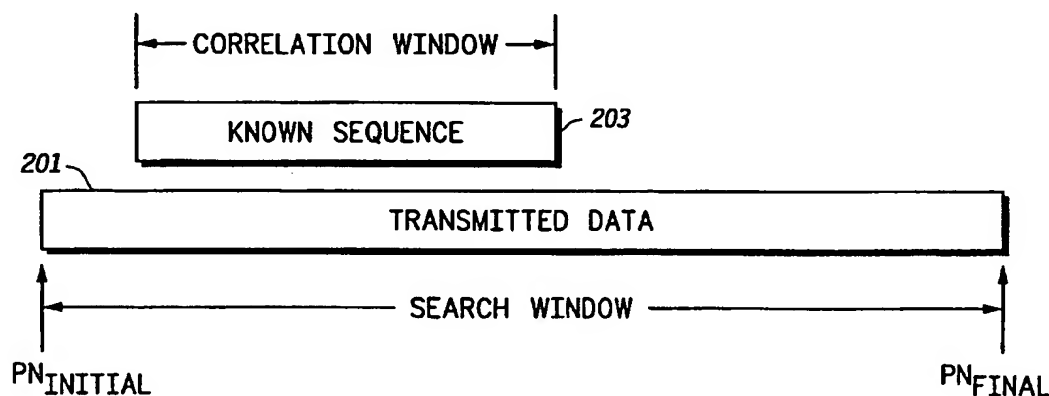 CORRELATION WINDOW
KNOWN SEQUENCE
203
201
TRANSMITTED DATA
SEARCH WINDOW
PNINITIAL
PNFINAL